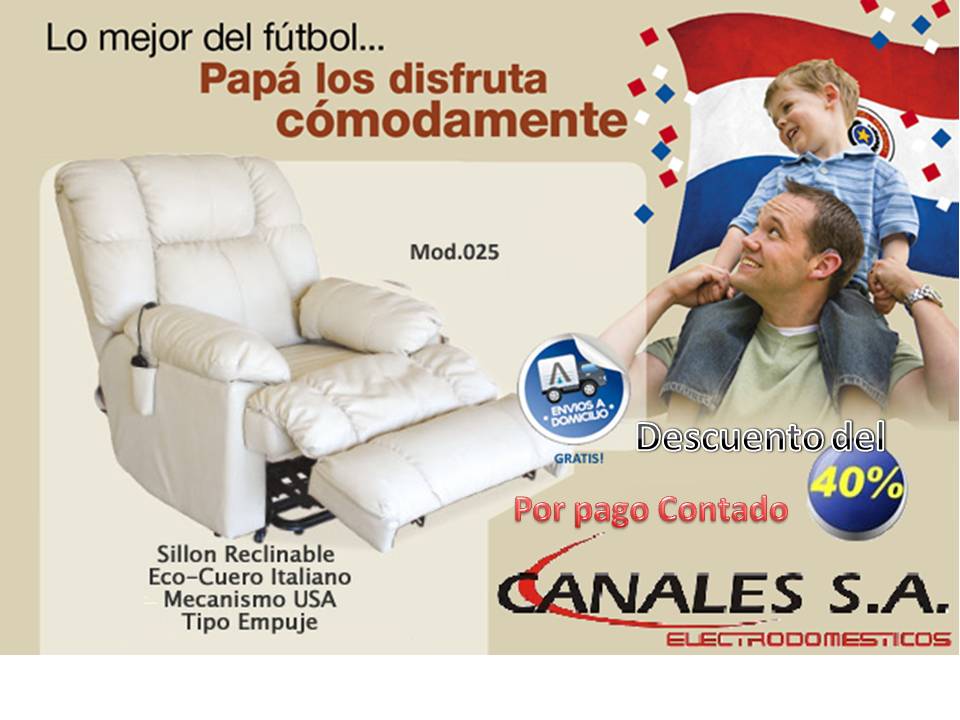 Lo mejor del fútbol...
Papá los disfruta
cómodamente
Mod.025
ENVIOS A
DOMICILIO
GRATIS!
Descuento del
40%
Por pago Contado
Sillon Reclinable
Eco-Cuero Italiano
Mecanismo USA
Tipo Empuje
CANALES S.A.
ELECTRODOMESTICOS